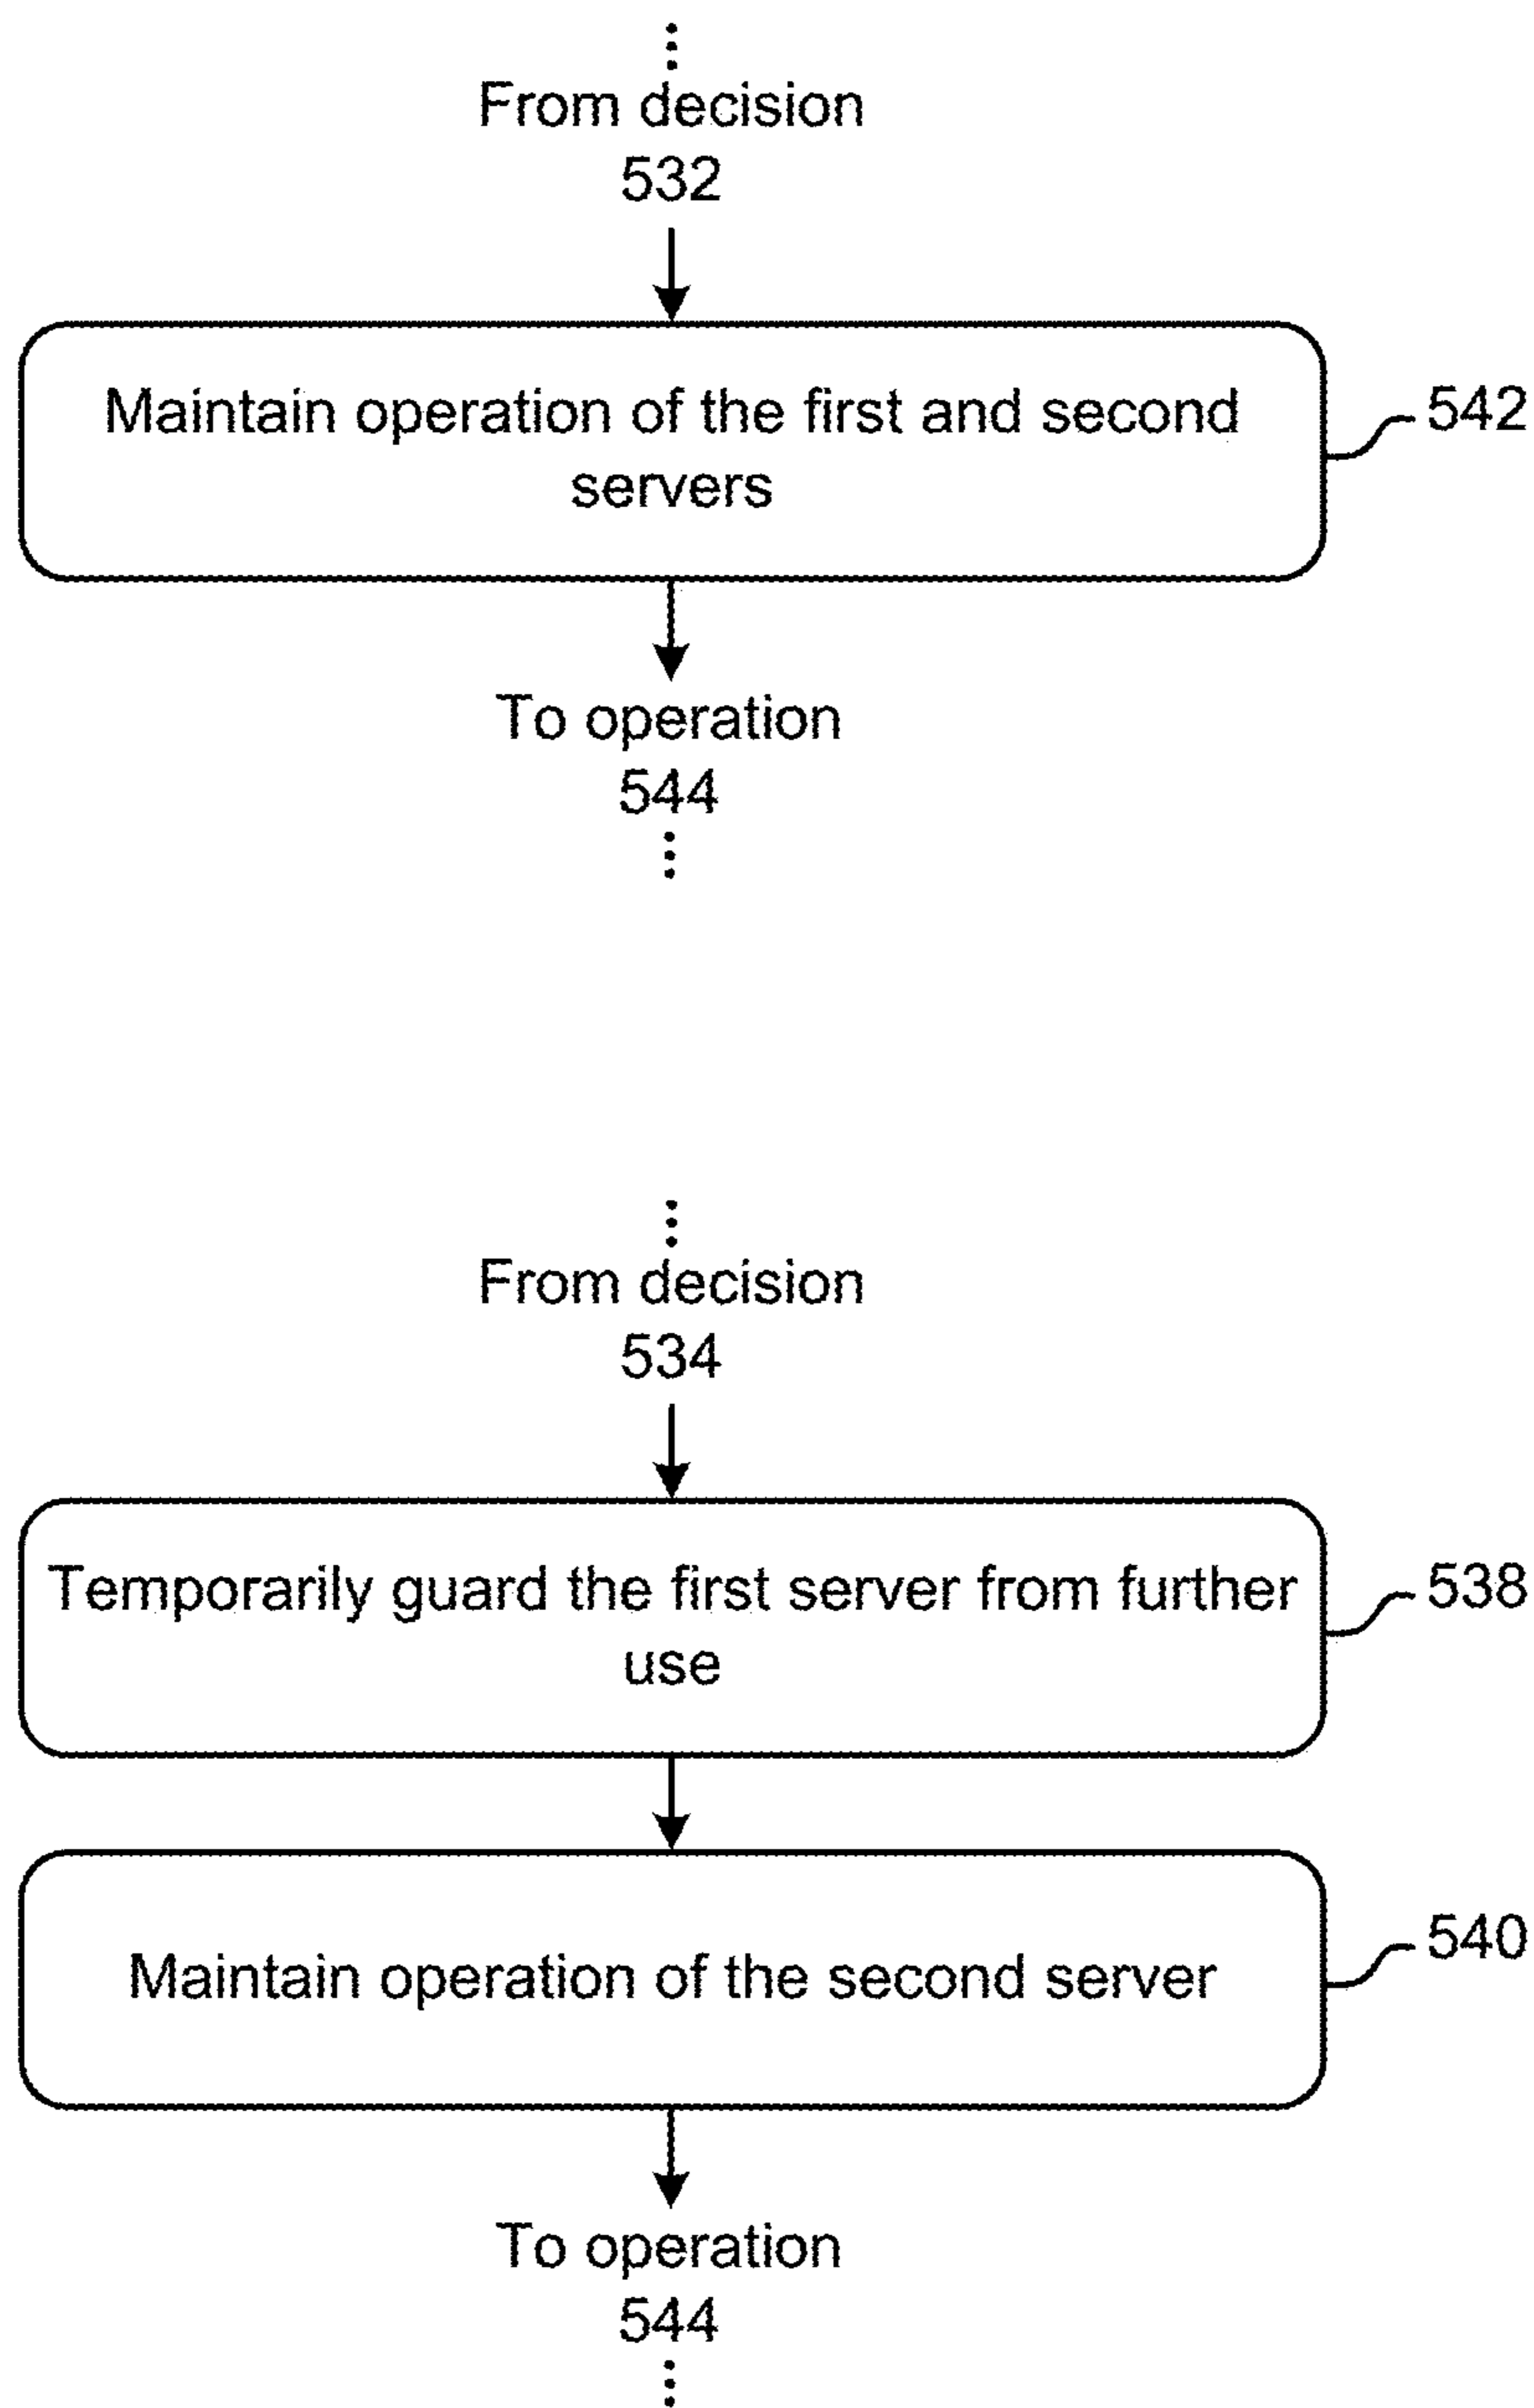 From decision
532
Maintain operation of the first and second
servers
542
To operation
544
From decision
534
Temporarily guard the first server from further
use
538
Maintain operation of the second server
540
To operation
544